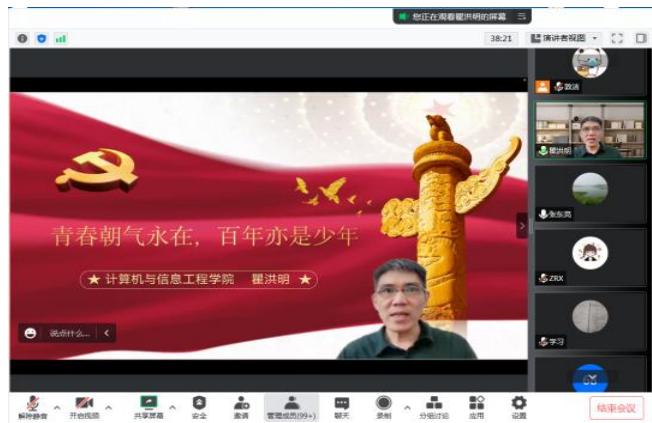 您正在观看瞿洪明的屏幕
38:21
演讲者视图
敦洁
瞿洪明
张东亮
ZRX
学习
青春朝气永在，百年亦是少年
★ 计算机与信息工程学院 瞿洪明 ★
说点什么...
解除静音
开启视频
共享屏幕
安全
邀请
管理成员(99+)
聊天
录制
分组讨论
应用
设置
结束会议